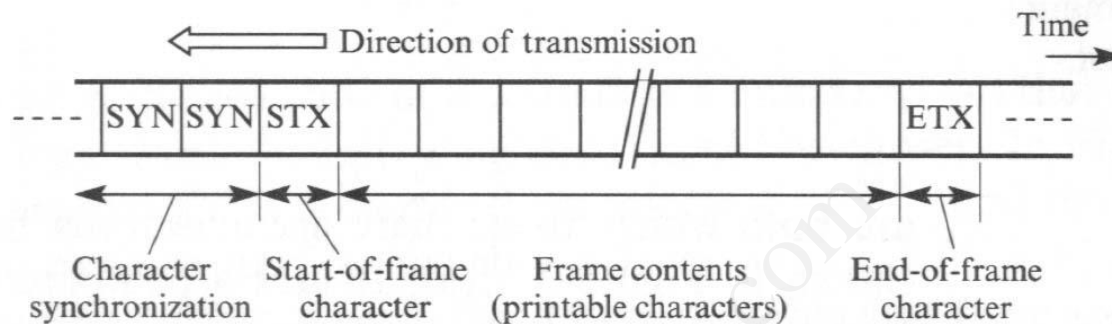 Direction of transmission
Time
SYN SYN STX ETX
Character synchronization
Start-of-frame character
Frame contents (printable characters)
End-of-frame character